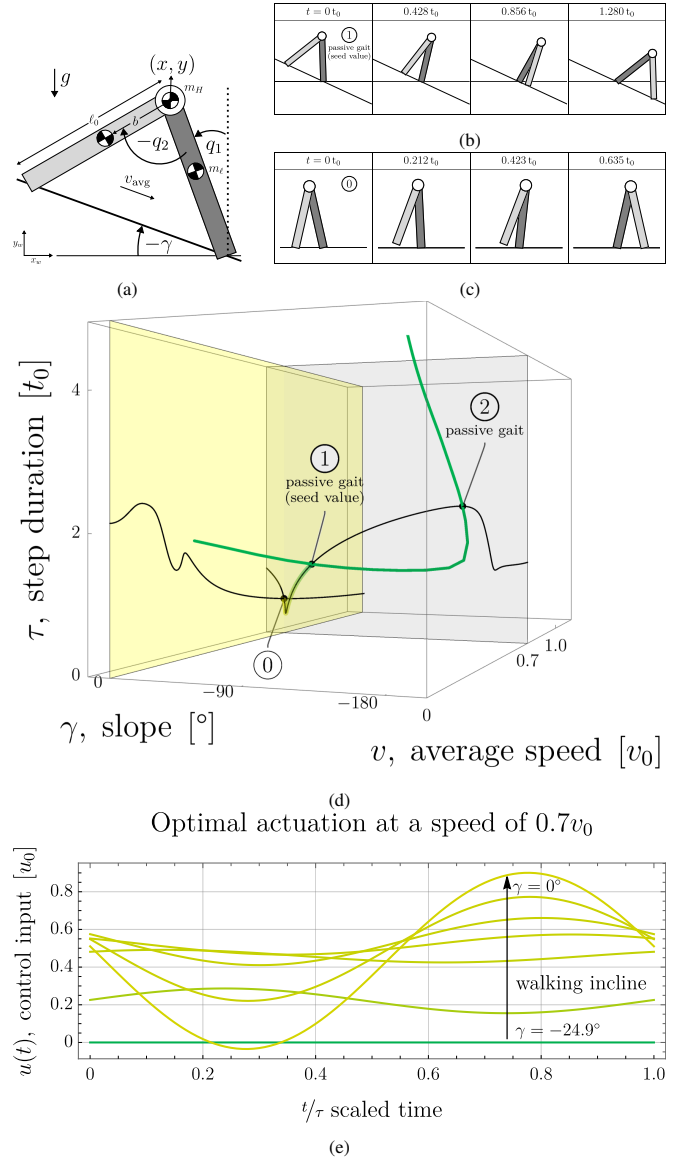 g
(x, y)
m_H
ℓ_0
b
−q_2
q_1
m_ℓ
v_avg
−γ
y_w
x_w
(a)
t = 0 t_0
0.428 t_0
0.856 t_0
1.280 t_0
1
passive gait
(seed value)
(b)
t = 0 t_0
0.212 t_0
0.423 t_0
0.635 t_0
0
(c)
τ, step duration [t_0]
4
2
0
2
passive gait
1
passive gait
(seed value)
0
0
−90
−180
0
0.7
1.0
γ, slope [°]
v, average speed [v_0]
(d)
Optimal actuation at a speed of 0.7v_0
u(t), control input [u_0]
0.8
0.6
0.4
0.2
0
γ = 0°
walking incline
γ = −24.9°
0
0.2
0.4
0.6
0.8
1.0
t/τ scaled time
(e)